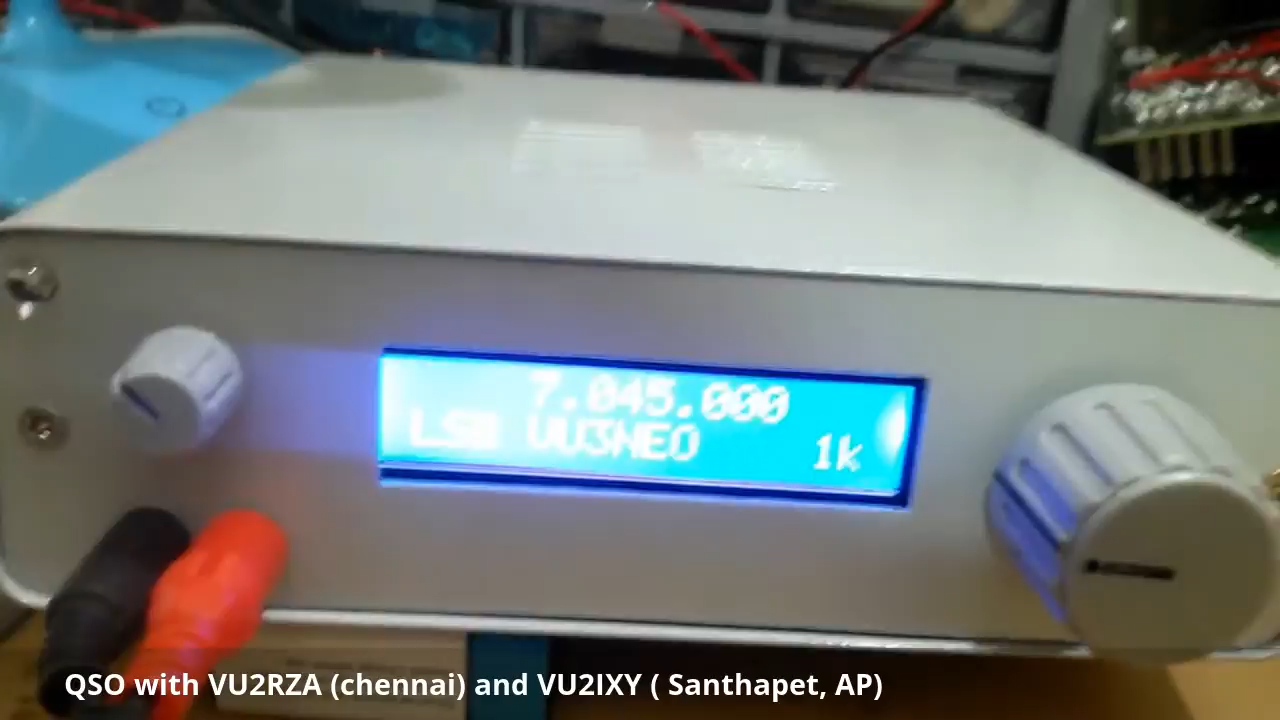 7.045.000
LSB VU3NEO 1k
QSO with VU2RZA (chennai) and VU2IXY ( Santhapet, AP)